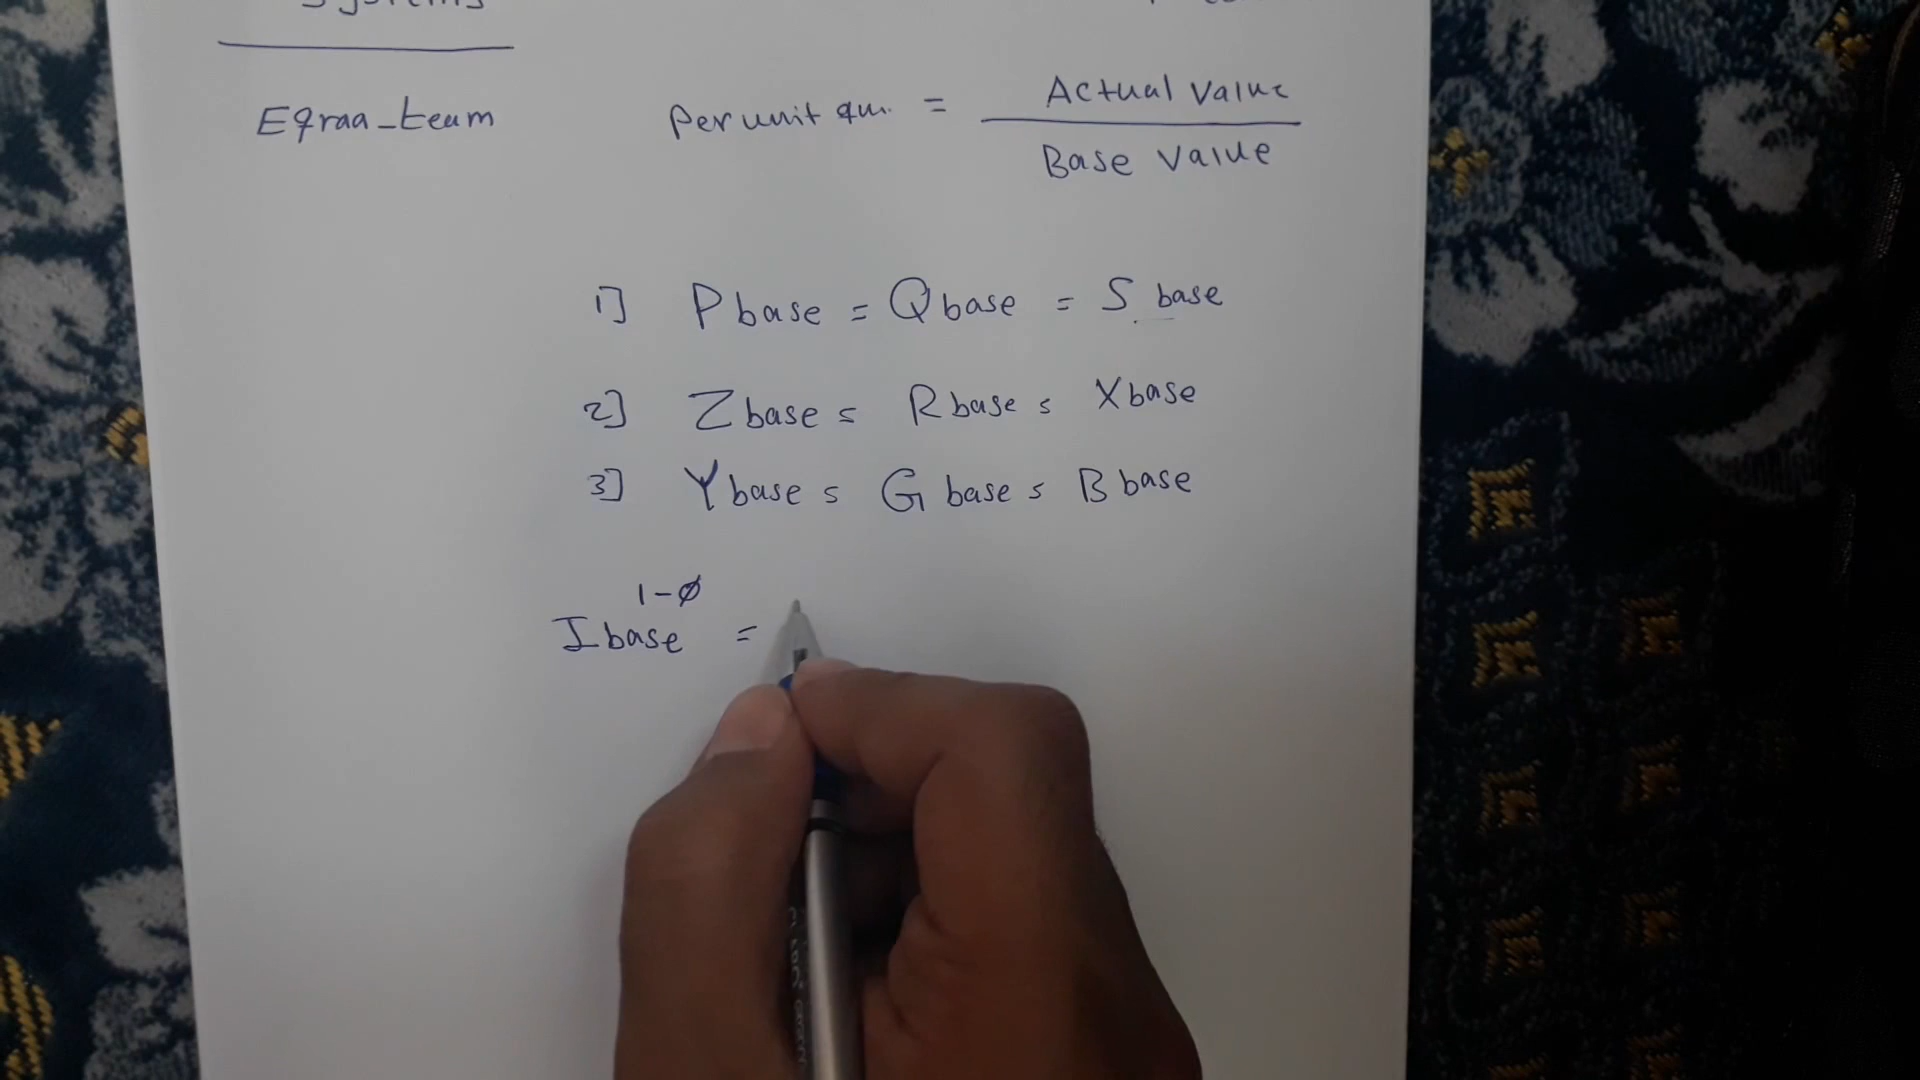 Systems
Eqraa_team
Per unit qu. = Actual Value
Base Value
1] Pbase = Qbase = S base
2] Zbase = Rbase = Xbase
3] Ybase = G base = B base
1-Ø
Ibase =